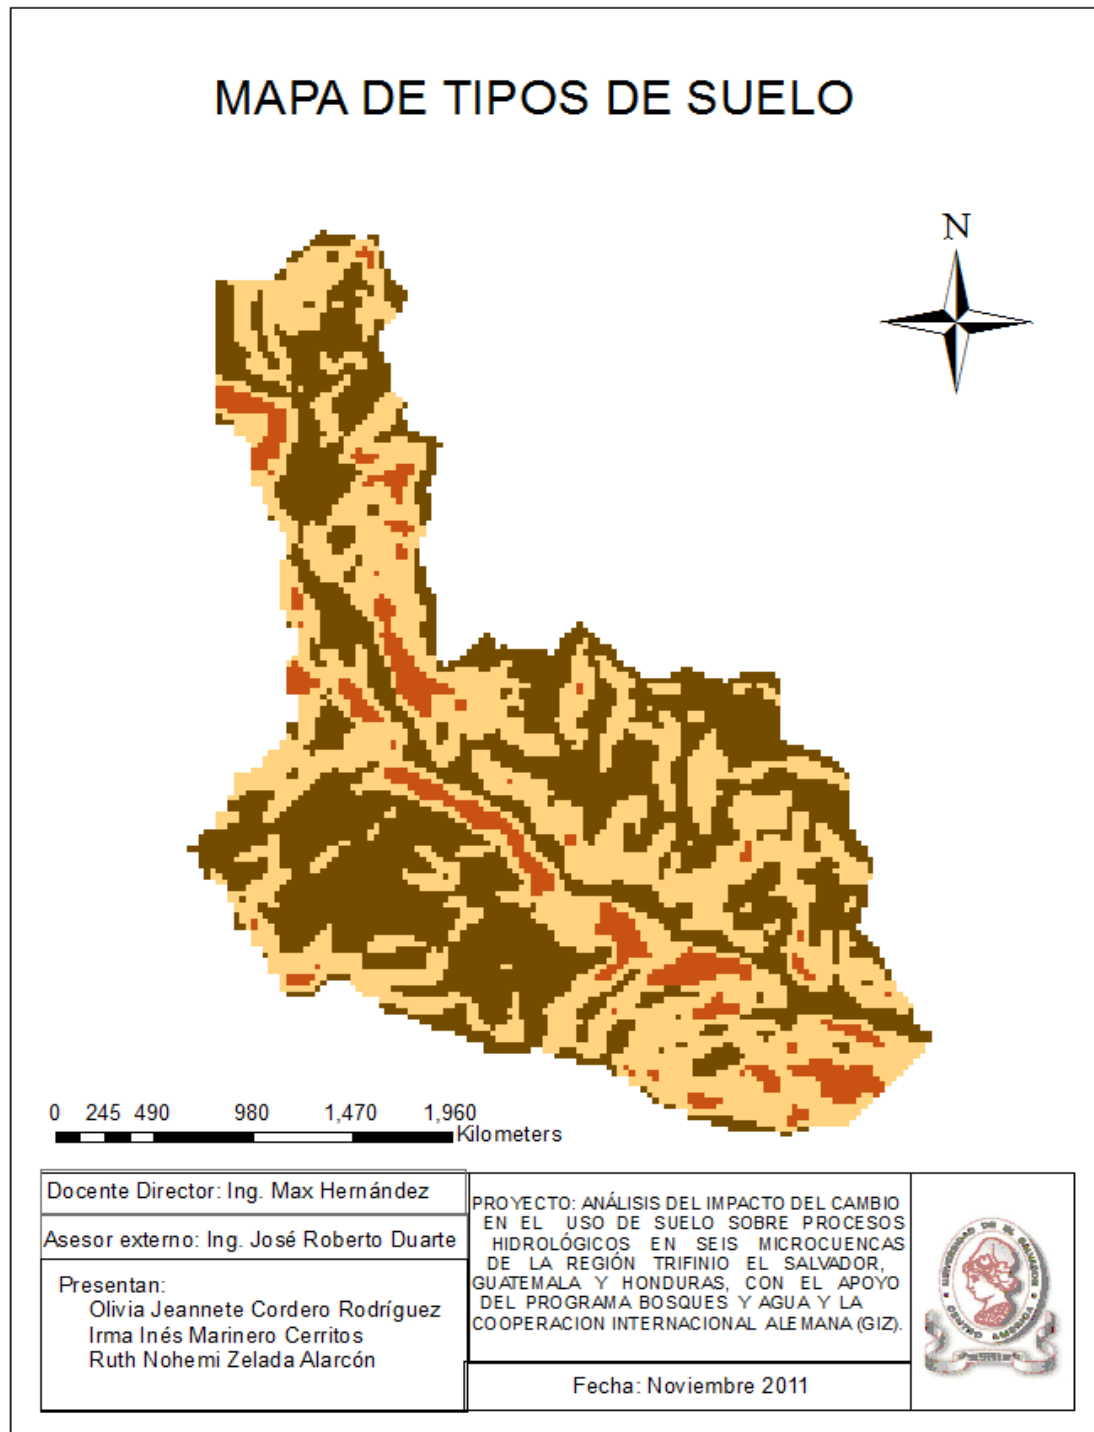 MAPA DE TIPOS DE SUELO
N
0 245 490 980 1,470 1,960
Kilometers
Docente Director: Ing. Max Hernández
Asesor externo: Ing. José Roberto Duarte
Presentan:
Olivia Jeannete Cordero Rodríguez
Irma Inés Marinero Cerritos
Ruth Nohemi Zelada Alarcón
PROYECTO: ANÁLISIS DEL IMPACTO DEL CAMBIO
EN EL USO DE SUELO SOBRE PROCESOS
HIDROLÓGICOS EN SEIS MICROCUENCAS
DE LA REGIÓN TRIFINIO EL SALVADOR,
GUATEMALA Y HONDURAS, CON EL APOYO
DEL PROGRAMA BOSQUES Y AGUA Y LA
COOPERACION INTERNACIONAL ALEMANA (GIZ).
Fecha: Noviembre 2011
UNIVERSIDAD DE EL SALVADOR